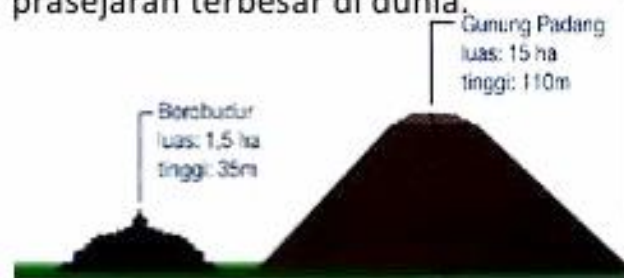 prasejarah terbesar di dunia.
Gunung Padang
luas: 15 ha
tinggi: 110m
Borobudur
luas: 1,5 ha
tinggi: 35m